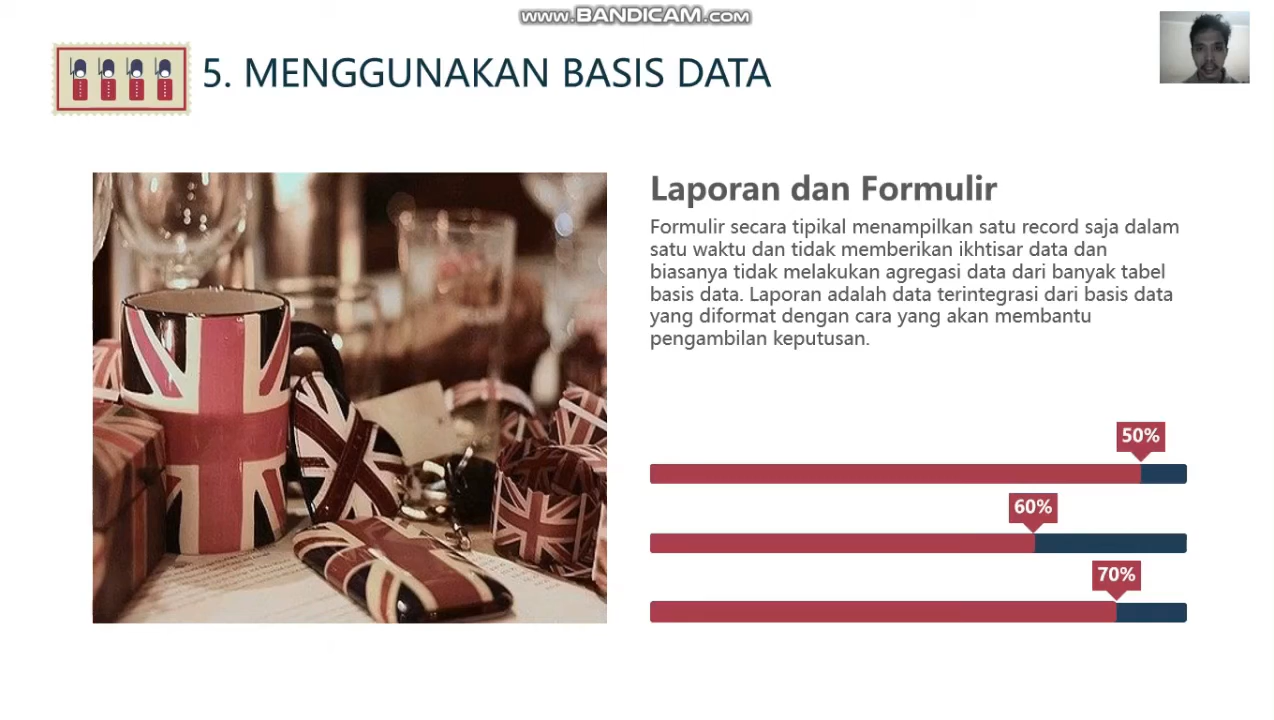 www.BANDICAM.com
5. MENGGUNAKAN BASIS DATA
Laporan dan Formulir
Formulir secara tipikal menampilkan satu record saja dalam
satu waktu dan tidak memberikan ikhtisar data dan
biasanya tidak melakukan agregasi data dari banyak tabel
basis data. Laporan adalah data terintegrasi dari basis data
yang diformat dengan cara yang akan membantu
pengambilan keputusan.
50%
60%
70%